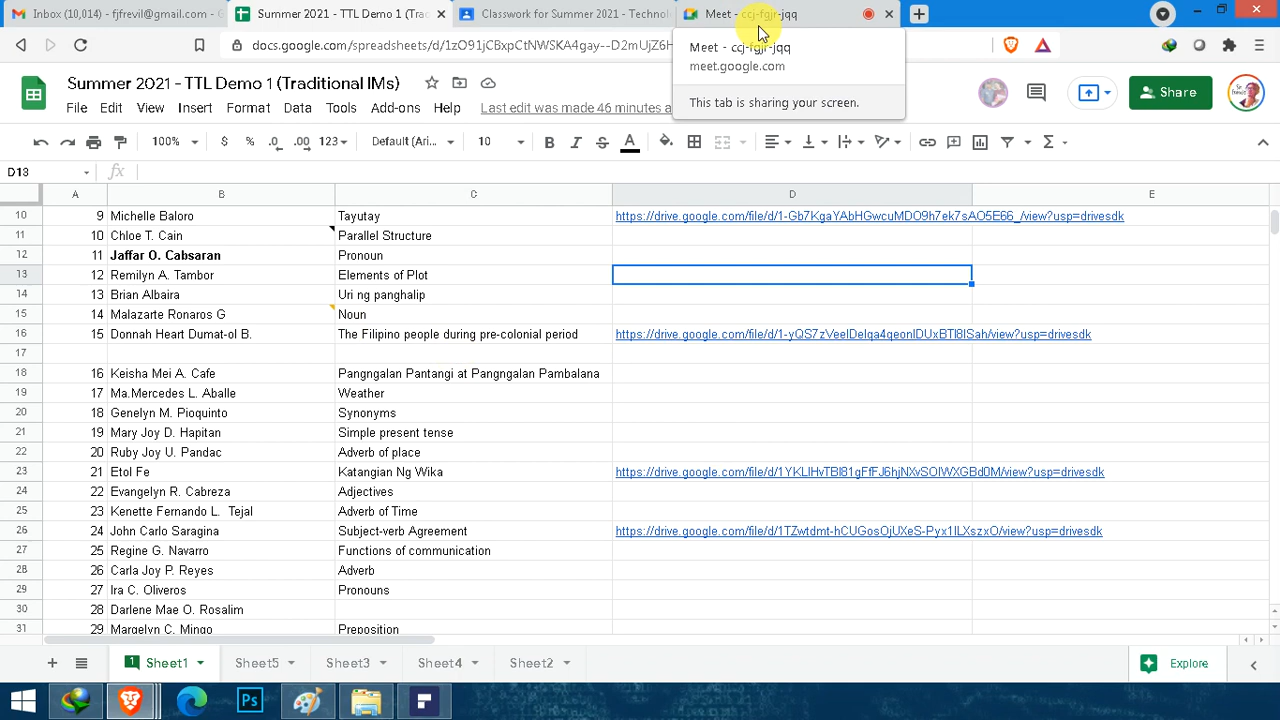 Inbox (10,014) - fjfrevil@gmail.com
Summer 2021 - TTL Demo 1 (Tra
Classwork for Summer 2021 - Technol
Meet - ccj-fgjr-jqq
docs.google.com/spreadsheets/d/1zO91jCBxpCtNWSKA4gay--D2mUjZ6H
Meet - ccj-fgjr-jqq
meet.google.com
This tab is sharing your screen.
Summer 2021 - TTL Demo 1 (Traditional IMs)
File Edit View Insert Format Data Tools Add-ons Help Last edit was made 46 minutes a
Share
100% $ % .0 .00 123 Default (Ari... 10 B I S A Σ
D13 fx
A B C D E
10 9 Michelle Baloro Tayutay https://drive.google.com/file/d/1-Gb7KgaYAbHGwcuMDO9h7ek7sAO5E66_/view?usp=drivesdk
11 10 Chloe T. Cain Parallel Structure
12 11 Jaffar O. Cabsaran Pronoun
13 12 Remilyn A. Tambor Elements of Plot
14 13 Brian Albaira Uri ng panghalip
15 14 Malazarte Ronaros G Noun
16 15 Donnah Heart Dumat-ol B. The Filipino people during pre-colonial period https://drive.google.com/file/d/1-yQS7zVeelDelqa4qeonIDUxBTl8ISah/view?usp=drivesdk
17
18 16 Keisha Mei A. Cafe Pangngalan Pantangi at Pangngalan Pambalana
19 17 Ma.Mercedes L. Aballe Weather
20 18 Genelyn M. Pioquinto Synonyms
21 19 Mary Joy D. Hapitan Simple present tense
22 20 Ruby Joy U. Pandac Adverb of place
23 21 Etol Fe Katangian Ng Wika https://drive.google.com/file/d/1YKLlHvTBl81gFfFJ6hjNXvSOlWXGBd0M/view?usp=drivesdk
24 22 Evangelyn R. Cabreza Adjectives
25 23 Kenette Fernando L. Tejal Adverb of Time
26 24 John Carlo Saragina Subject-verb Agreement https://drive.google.com/file/d/1TZwtdmt-hCUGosOjUXeS-Pyx1ILXszxO/view?usp=drivesdk
27 25 Regine G. Navarro Functions of communication
28 26 Carla Joy P. Reyes Adverb
29 27 Ira C. Oliveros Pronouns
30 28 Darlene Mae O. Rosalim
31 29 Margelyn C. Mingo Preposition
1 Sheet1 Sheet5 Sheet3 Sheet4 Sheet2 Explore
Ps